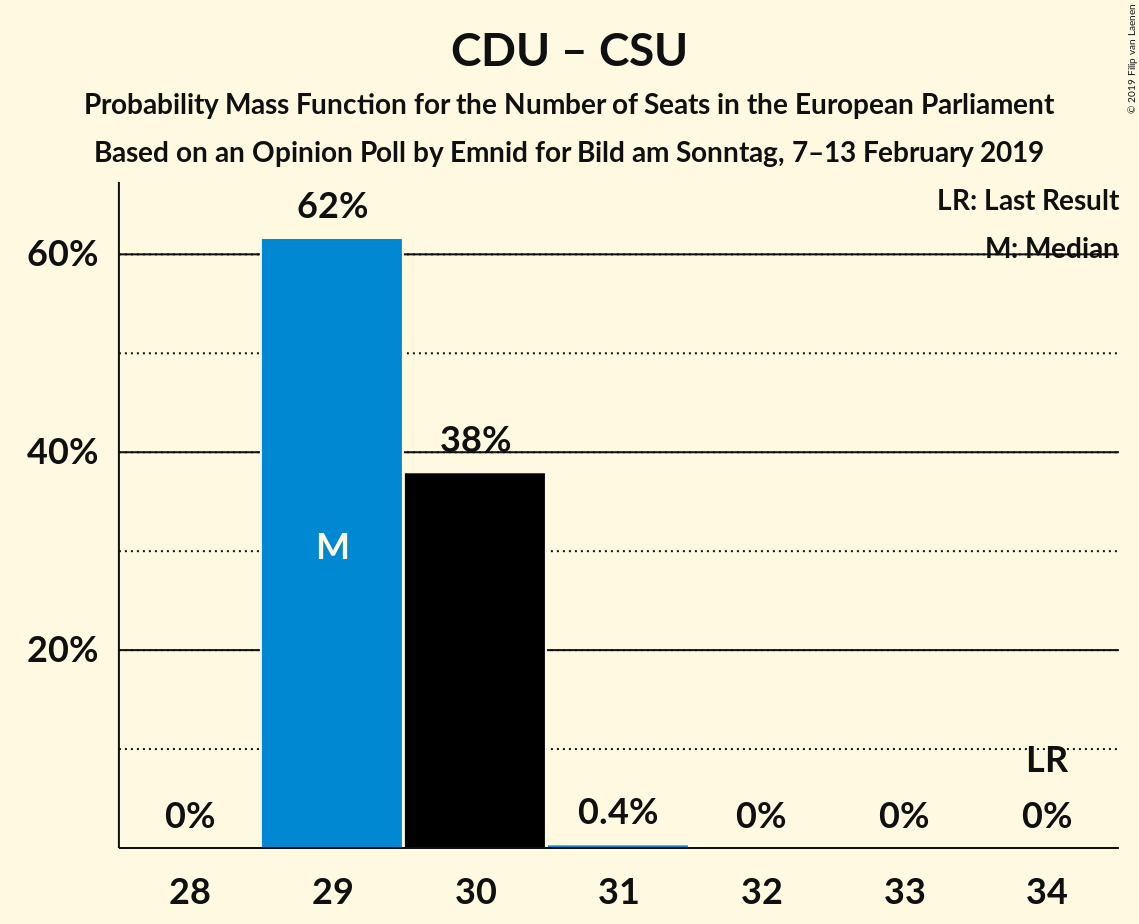 CDU – CSU
Probability Mass Function for the Number of Seats in the European Parliament
Based on an Opinion Poll by Emnid for Bild am Sonntag, 7–13 February 2019
© 2019 Filip van Laenen
LR: Last Result
M: Median
62%
60%
38%
40%
M
20%
LR
0%
0.4%
0%
0%
0%
28
29
30
31
32
33
34